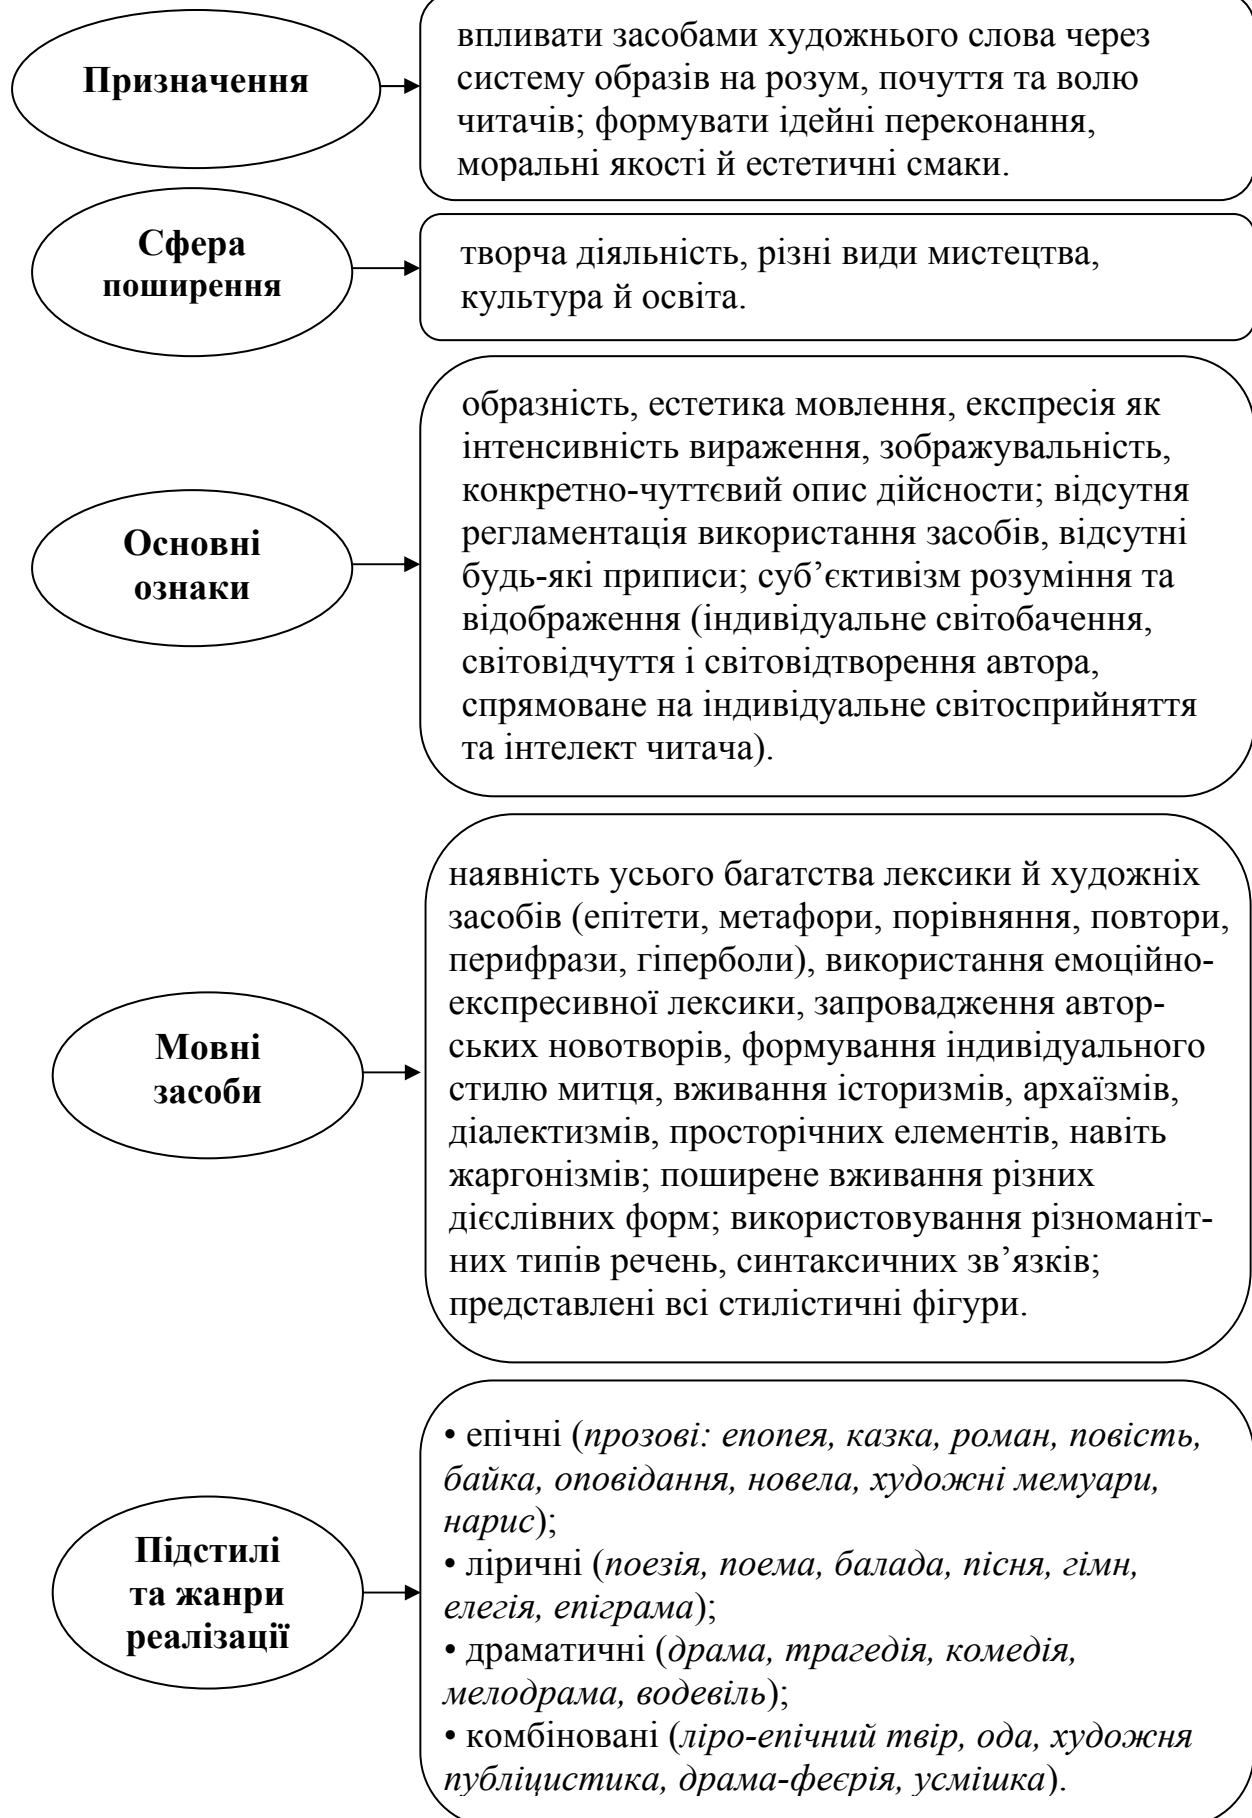 Призначення
впливати засобами художнього слова через
систему образів на розум, почуття та волю
читачів; формувати ідейні переконання,
моральні якості й естетичні смаки.
Сфера
поширення
творча діяльність, різні види мистецтва,
культура й освіта.
Основні
ознаки
образність, естетика мовлення, експресія як
інтенсивність вираження, зображувальність,
конкретно-чуттєвий опис дійсности; відсутня
регламентація використання засобів, відсутні
будь-які приписи; суб’єктивізм розуміння та
відображення (індивідуальне світобачення,
світовідчуття і світовідтворення автора,
спрямоване на індивідуальне світосприйняття
та інтелект читача).
Мовні
засоби
наявність усього багатства лексики й художніх
засобів (епітети, метафори, порівняння, повтори,
перифрази, гіперболи), використання емоційно-
експресивної лексики, запровадження автор-
ських новотворів, формування індивідуального
стилю митця, вживання історизмів, архаїзмів,
діалектизмів, просторічних елементів, навіть
жаргонізмів; поширене вживання різних
дієслівних форм; використовування різноманіт-
них типів речень, синтаксичних зв’язків;
представлені всі стилістичні фігури.
Підстилі
та жанри
реалізації
• епічні (прозові: епопея, казка, роман, повість,
байка, оповідання, новела, художні мемуари,
нарис);
• ліричні (поезія, поема, балада, пісня, гімн,
елегія, епіграма);
• драматичні (драма, трагедія, комедія,
мелодрама, водевіль);
• комбіновані (ліро-епічний твір, ода, художня
публіцистика, драма-феєрія, усмішка).